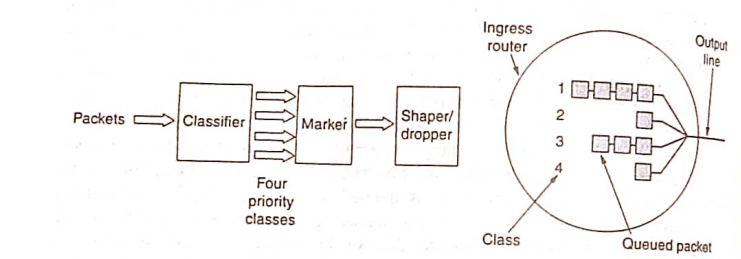 Packets
Classifier
Four
priority
classes
Marker
Shaper/
dropper
Ingress
router
Output
line
1
2
3
4
Class
Queued packet